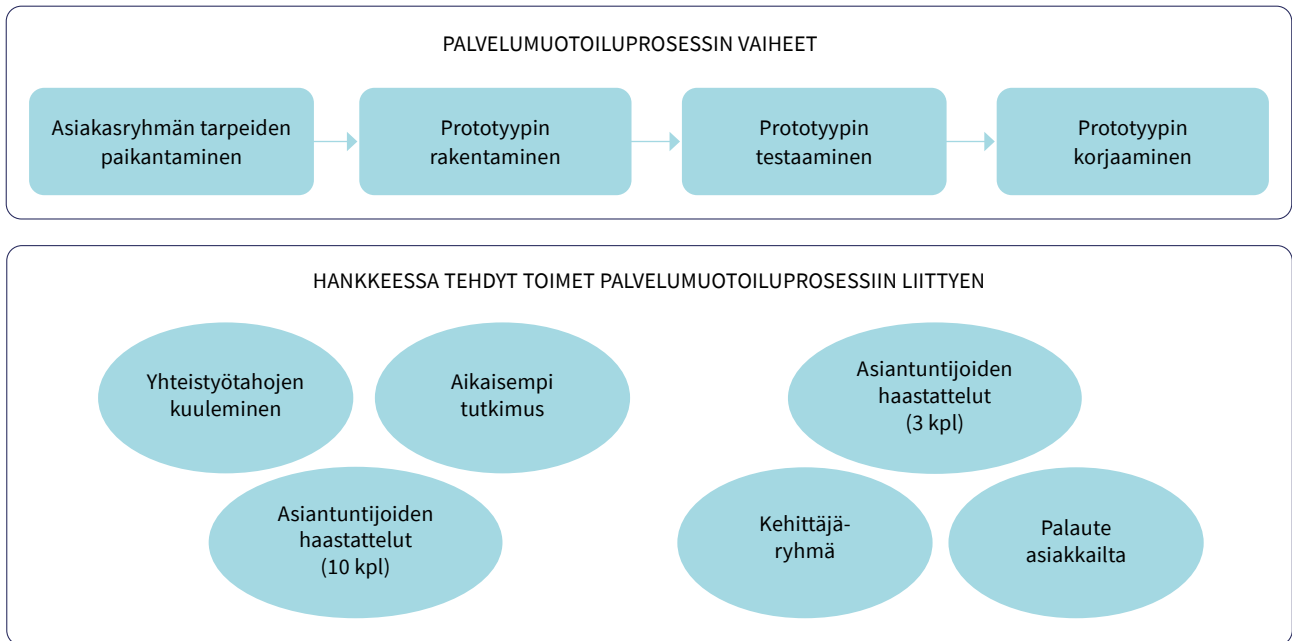 PALVELUMUOTOILUPROSESSIN VAIHEET
Asiakasryhmän tarpeiden
paikantaminen
Prototyypin
rakentaminen
Prototyypin
testaaminen
Prototyypin
korjaaminen
HANKKEESSA TEHDYT TOIMET PALVELUMUOTOILUPROSESSIIN LIITTYEN
Yhteistyötahojen
kuuleminen
Aikaisempi
tutkimus
Asiantuntijoiden
haastattelut
(10 kpl)
Asiantuntijoiden
haastattelut
(3 kpl)
Kehittäjä-
ryhmä
Palaute
asiakkailta